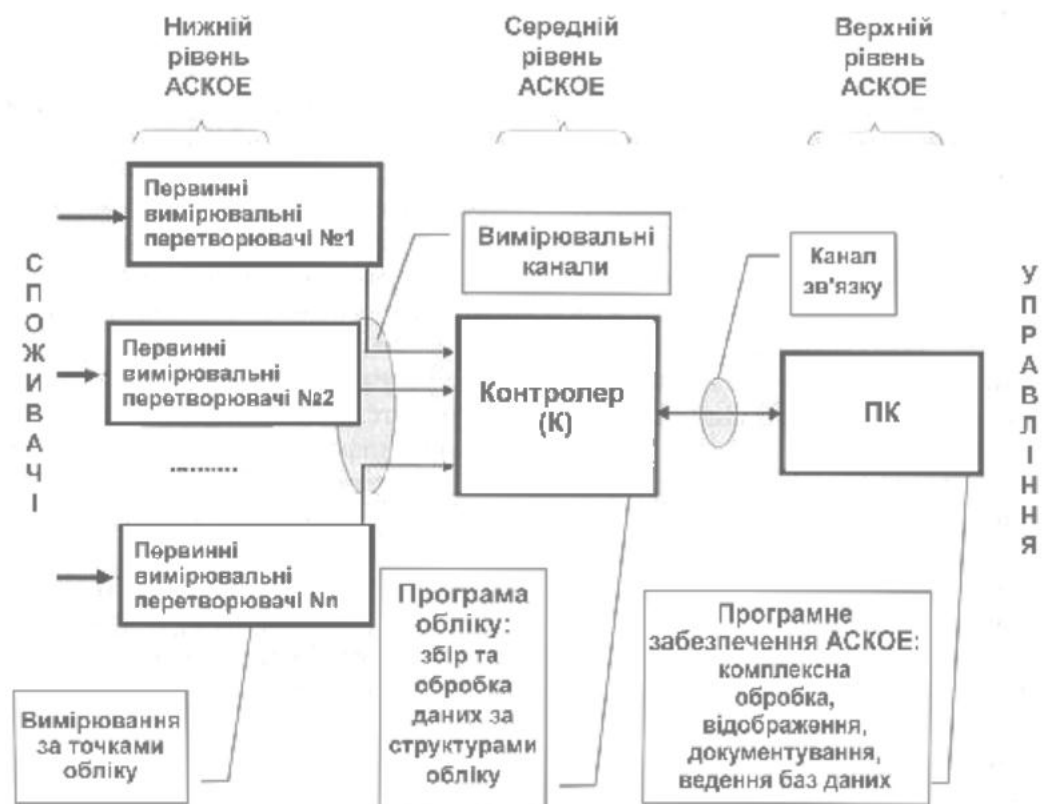 Нижній
рівень
АСКОЕ
Середній
рівень
АСКОЕ
Верхній
рівень
АСКОЕ
СПОЖИВАЧІ
Первинні
вимірювальні
перетворювачі №1
Первинні
вимірювальні
перетворювачі №2
..........
Первинні
вимірювальні
перетворювачі Nn
Вимірювальні
канали
Канал
зв'язку
Контролер
(К)
ПК
УПРАВЛІННЯ
Вимірювання
за точками
обліку
Програма
обліку:
збір та
обробка
даних за
структурами
обліку
Програмне
забезпечення АСКОЕ:
комплексна
обробка,
відображення,
документування,
ведення баз даних